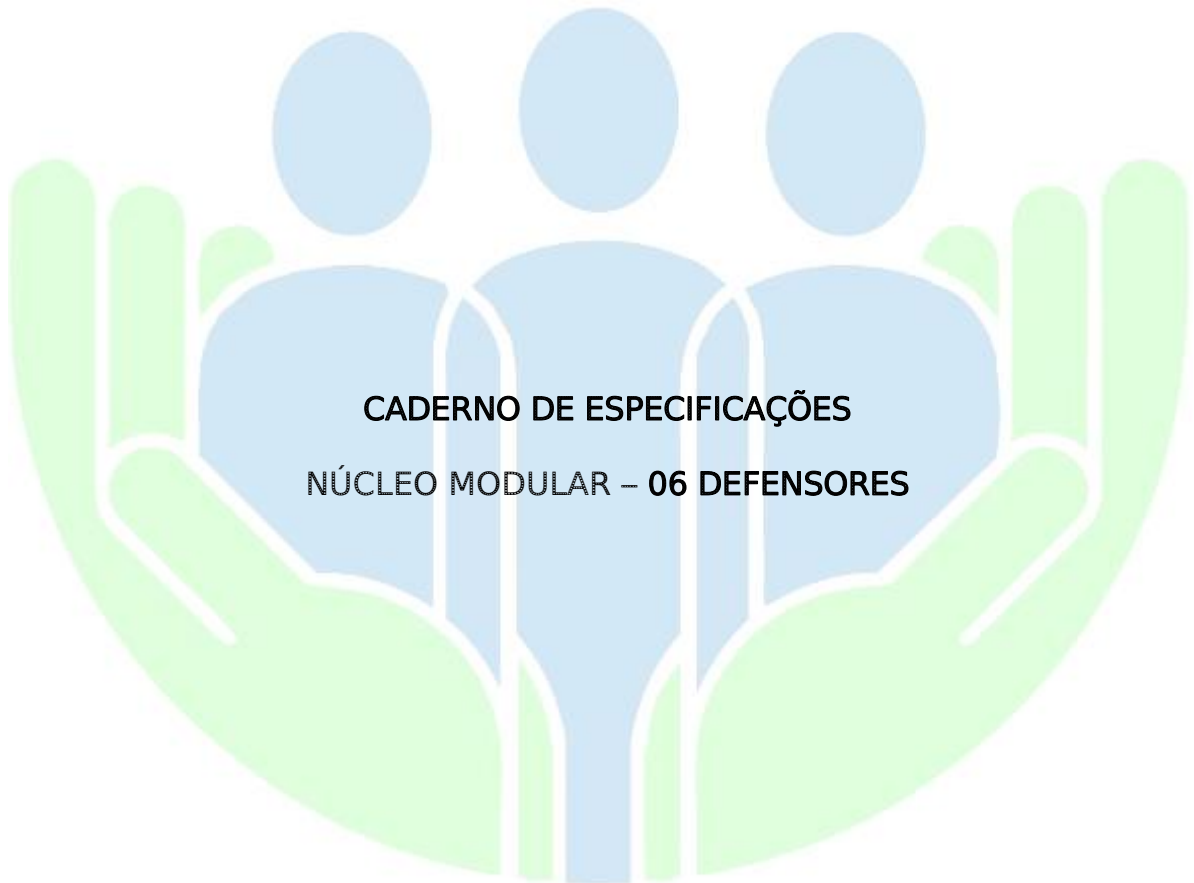 CADERNO DE ESPECIFICAÇÕES
NÚCLEO MODULAR – 06 DEFENSORES